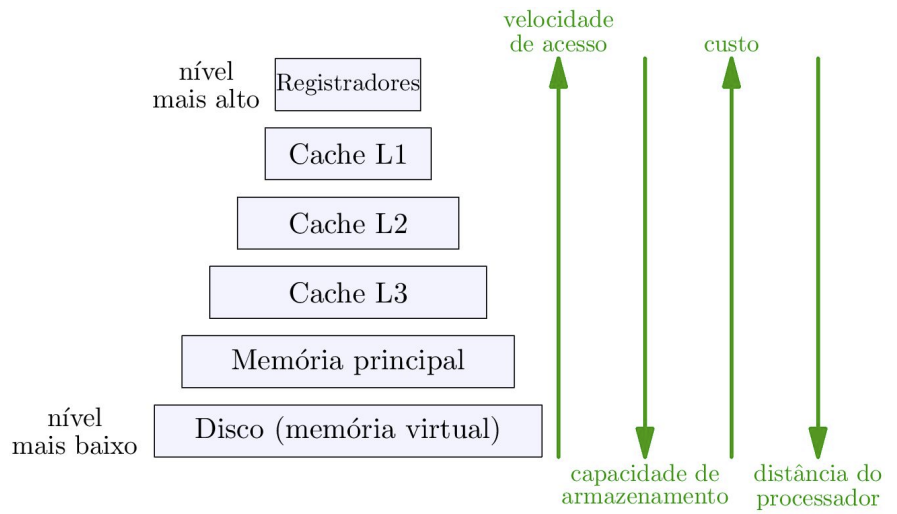 velocidade
de acesso
custo
nível
mais alto
Registradores
Cache L1
Cache L2
Cache L3
Memória principal
nível
mais baixo
Disco (memória virtual)
capacidade de
armazenamento
distância do
processador